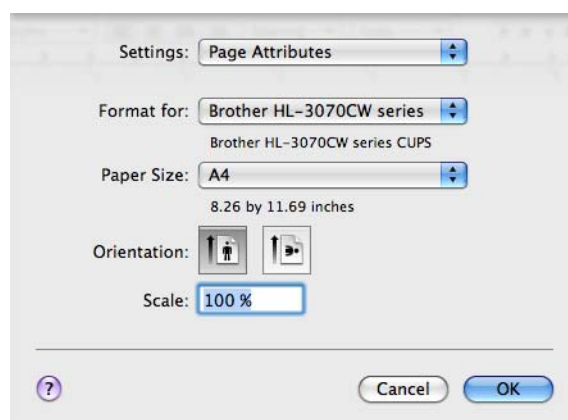 Settings: Page Attributes
Format for: Brother HL-3070CW series
Brother HL-3070CW series CUPS
Paper Size: A4
8.26 by 11.69 inches
Orientation:
Scale: 100 %
? Cancel OK